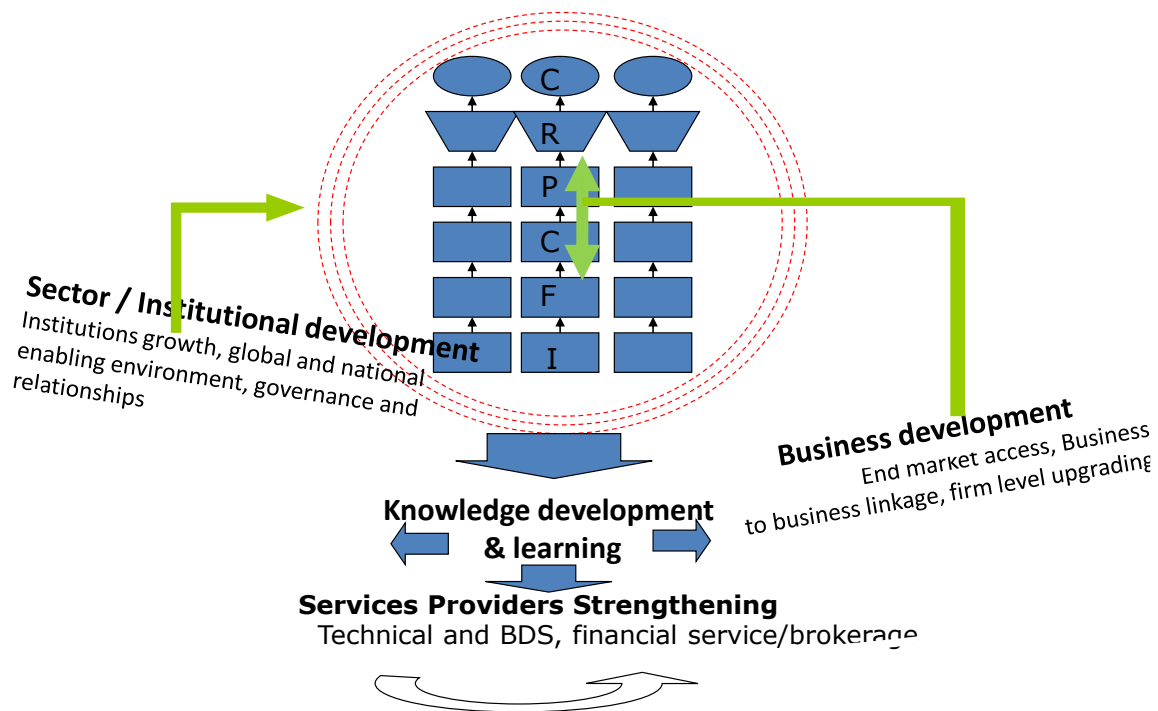 C
R
P
C
F
I
Sector / Institutional development
Institutions growth, global and national
enabling environment, governance and
relationships
Business development
End market access, Business
to business linkage, firm level upgrading
Knowledge development
& learning
Services Providers Strengthening
Technical and BDS, financial service/brokerage